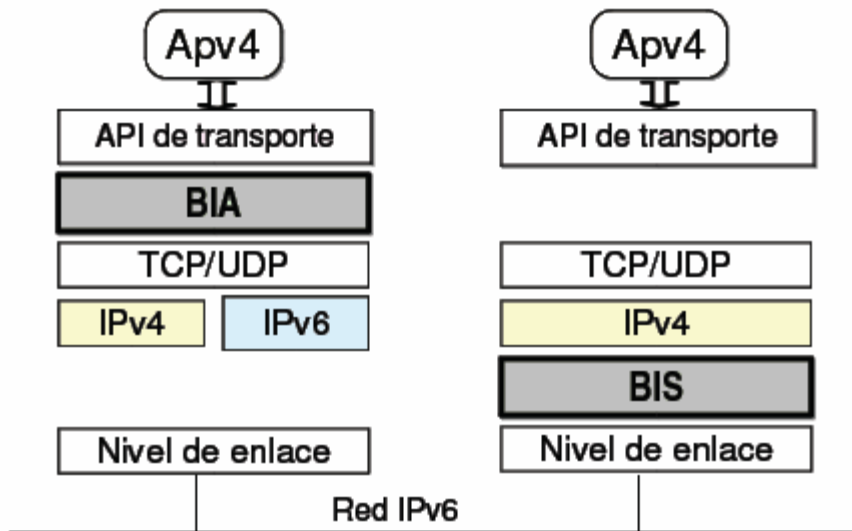 Apv4
API de transporte
BIA
TCP/UDP
IPv4
IPv6
Nivel de enlace
Apv4
API de transporte
TCP/UDP
IPv4
BIS
Nivel de enlace
Red IPv6